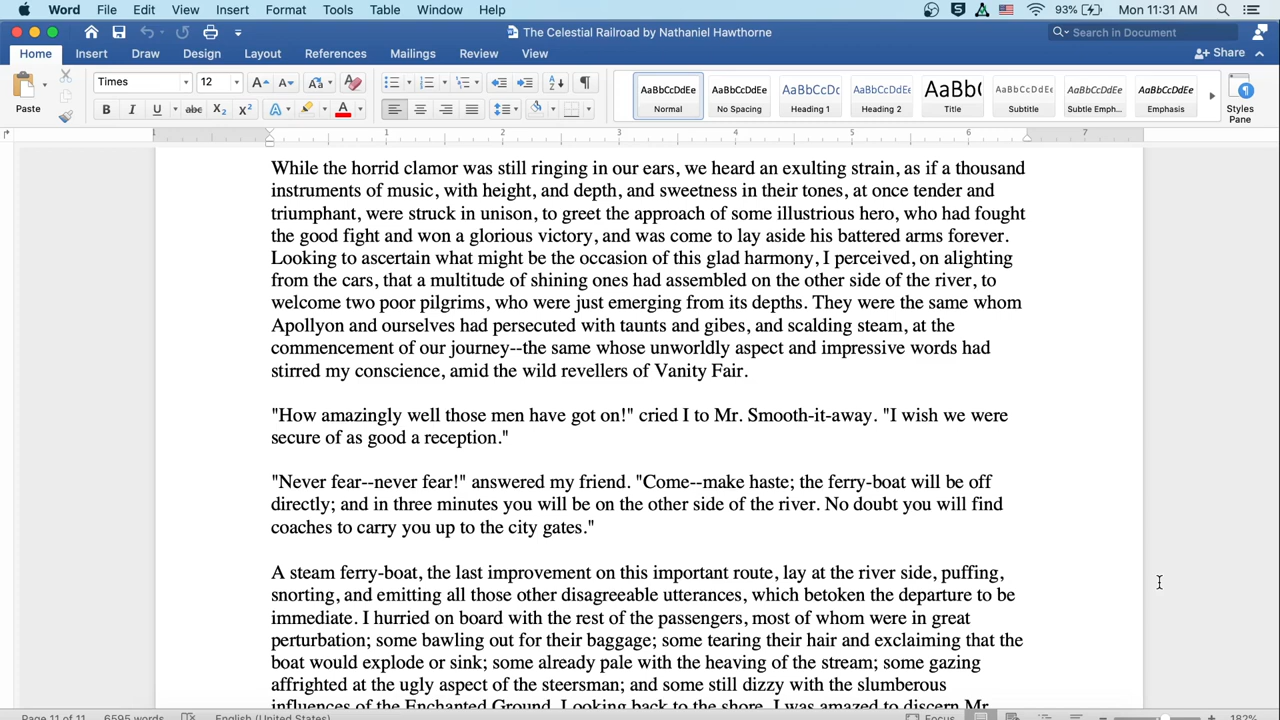 Word File Edit View Insert Format Tools Table Window Help 93% Mon 11:31 AM
The Celestial Railroad by Nathaniel Hawthorne Search in Document
Home Insert Draw Design Layout References Mailings Review View Share
Paste Times 12 AaBbCcDdEe AaBbCcDdEe AaBbCcDc AaBbCcDdEe AaBb( AaBbCcDdEe AaBbCcDdEe AaBbCcDdEe
B I U abc X₂ X² A A Normal No Spacing Heading 1 Heading 2 Title Subtitle Subtle Emph... Emphasis Styles Pane
1 1 2 3 4 5 6 7
While the horrid clamor was still ringing in our ears, we heard an exulting strain, as if a thousand
instruments of music, with height, and depth, and sweetness in their tones, at once tender and
triumphant, were struck in unison, to greet the approach of some illustrious hero, who had fought
the good fight and won a glorious victory, and was come to lay aside his battered arms forever.
Looking to ascertain what might be the occasion of this glad harmony, I perceived, on alighting
from the cars, that a multitude of shining ones had assembled on the other side of the river, to
welcome two poor pilgrims, who were just emerging from its depths. They were the same whom
Apollyon and ourselves had persecuted with taunts and gibes, and scalding steam, at the
commencement of our journey--the same whose unworldly aspect and impressive words had
stirred my conscience, amid the wild revellers of Vanity Fair.
"How amazingly well those men have got on!" cried I to Mr. Smooth-it-away. "I wish we were
secure of as good a reception."
"Never fear--never fear!" answered my friend. "Come--make haste; the ferry-boat will be off
directly; and in three minutes you will be on the other side of the river. No doubt you will find
coaches to carry you up to the city gates."
A steam ferry-boat, the last improvement on this important route, lay at the river side, puffing,
snorting, and emitting all those other disagreeable utterances, which betoken the departure to be
immediate. I hurried on board with the rest of the passengers, most of whom were in great
perturbation; some bawling out for their baggage; some tearing their hair and exclaiming that the
boat would explode or sink; some already pale with the heaving of the stream; some gazing
affrighted at the ugly aspect of the steersman; and some still dizzy with the slumberous
influences of the Enchanted Ground. Looking back to the shore, I was amazed to discern Mr.
Page 11 of 11 6595 words English (United States) Focus 182%